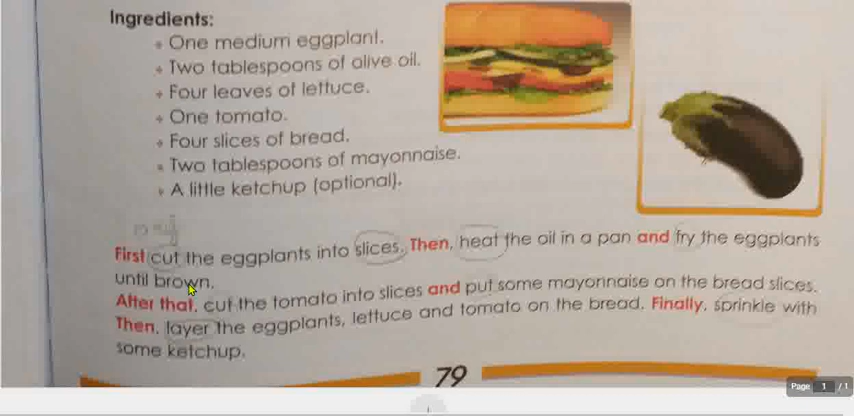 Ingredients:
One medium eggplant.
Two tablespoons of olive oil.
Four leaves of lettuce.
One tomato.
Four slices of bread.
Two tablespoons of mayonnaise.
A little ketchup (optional).
First cut the eggplants into slices. Then, heat the oil in a pan and fry the eggplants
until brown.
After that, cut the tomato into slices and put some mayonnaise on the bread slices.
Then, layer the eggplants, lettuce and tomato on the bread. Finally, sprinkle with
some ketchup.
79
Page 1 / 1